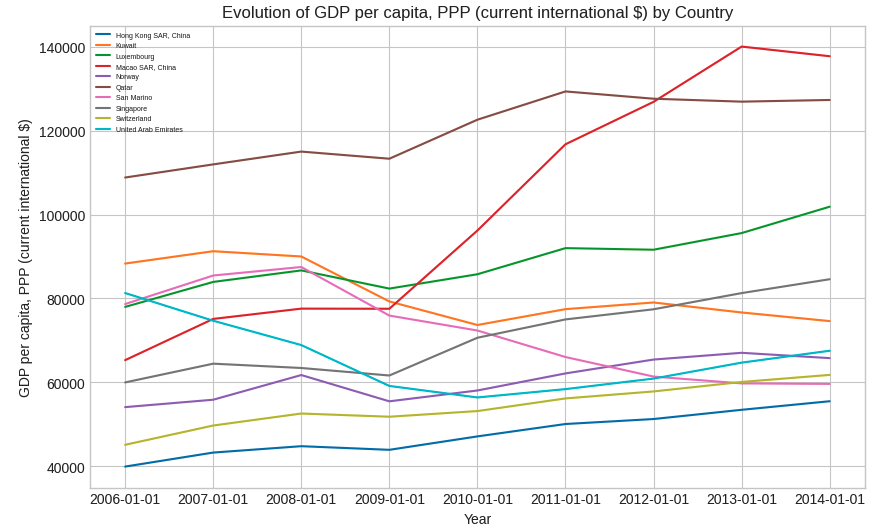 Evolution of GDP per capita, PPP (current international $) by Country
Hong Kong SAR, China
Kuwait
Luxembourg
Macao SAR, China
Norway
Qatar
San Marino
Singapore
Switzerland
United Arab Emirates
GDP per capita, PPP (current international $)
140000
120000
100000
80000
60000
40000
2006-01-01 2007-01-01 2008-01-01 2009-01-01 2010-01-01 2011-01-01 2012-01-01 2013-01-01 2014-01-01
Year